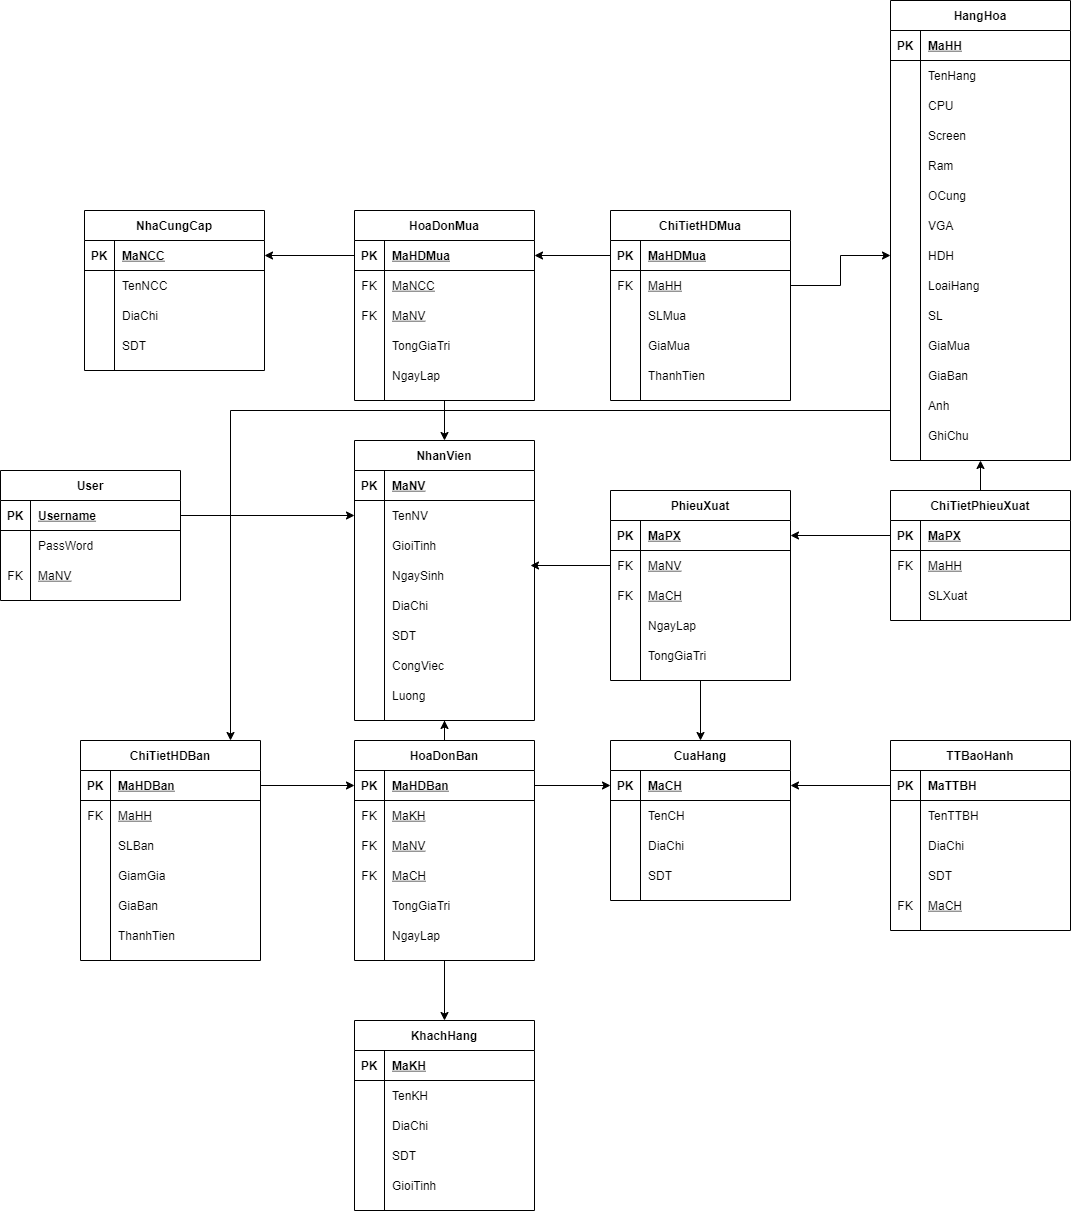 HangHoa
PK MaHH
TenHang
CPU
Screen
Ram
OCung
VGA
HDH
LoaiHang
SL
GiaMua
GiaBan
Anh
GhiChu
NhaCungCap
PK MaNCC
TenNCC
DiaChi
SDT
HoaDonMua
PK MaHDMua
FK MaNCC
FK MaNV
TongGiaTri
NgayLap
ChiTietHDMua
PK MaHDMua
FK MaHH
SLMua
GiaMua
ThanhTien
User
PK Username
PassWord
FK MaNV
NhanVien
PK MaNV
TenNV
GioiTinh
NgaySinh
DiaChi
SDT
CongViec
Luong
PhieuXuat
PK MaPX
FK MaNV
FK MaCH
NgayLap
TongGiaTri
ChiTietPhieuXuat
PK MaPX
FK MaHH
SLXuat
ChiTietHDBan
PK MaHDBan
FK MaHH
SLBan
GiamGia
GiaBan
ThanhTien
HoaDonBan
PK MaHDBan
FK MaKH
FK MaNV
FK MaCH
TongGiaTri
NgayLap
CuaHang
PK MaCH
TenCH
DiaChi
SDT
TTBaoHanh
PK MaTTBH
TenTTBH
DiaChi
SDT
FK MaCH
KhachHang
PK MaKH
TenKH
DiaChi
SDT
GioiTinh